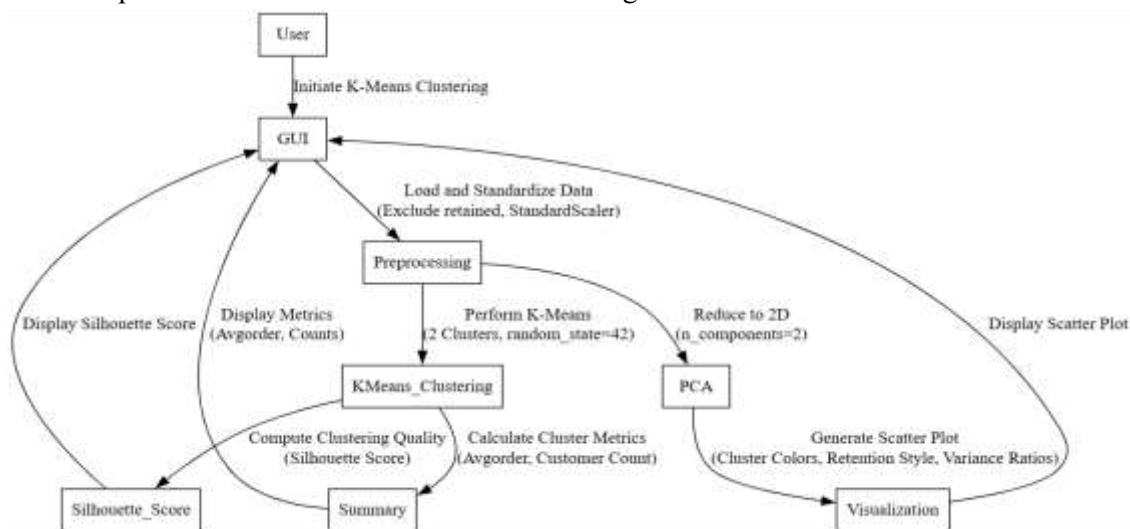 User
Initiate K-Means Clustering
GUI
Load and Standardize Data
(Exclude retained, StandardScaler)
Preprocessing
Display Silhouette Score
Display Metrics
(Avgorder, Counts)
Perform K-Means
(2 Clusters, random_state=42)
Reduce to 2D
(n_components=2)
Display Scatter Plot
KMeans_Clustering
PCA
Compute Clustering Quality
(Silhouette Score)
Calculate Cluster Metrics
(Avgorder, Customer Count)
Generate Scatter Plot
(Cluster Colors, Retention Style, Variance Ratios)
Silhouette_Score
Summary
Visualization